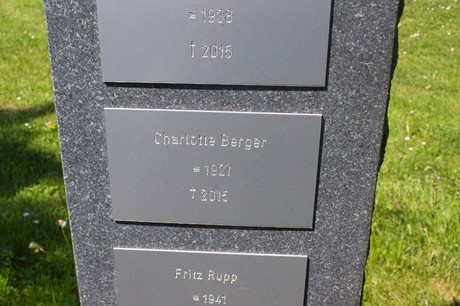 * 1938
† 2015
Charlotte Berger
* 1921
† 2015
Fritz Rupp
* 1941